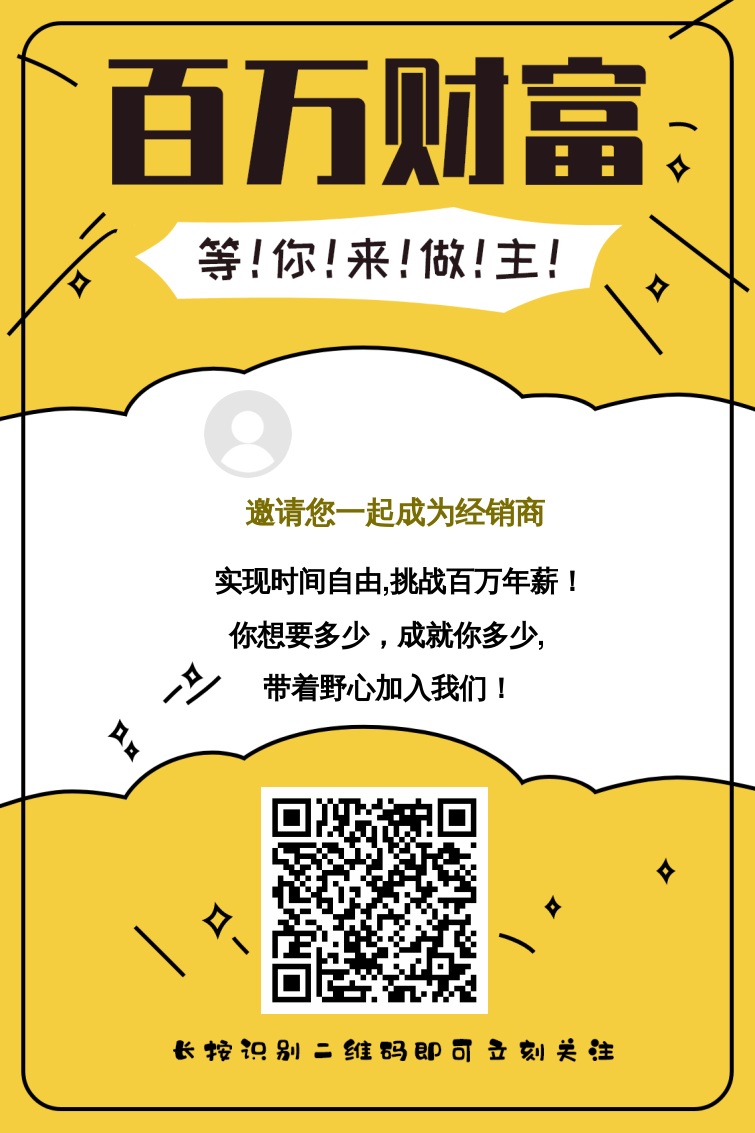 百万财富
等!你!来!做!主!
邀请您一起成为经销商
实现时间自由,挑战百万年薪！
你想要多少，成就你多少,
带着野心加入我们！
长按识别二维码即可立刻关注